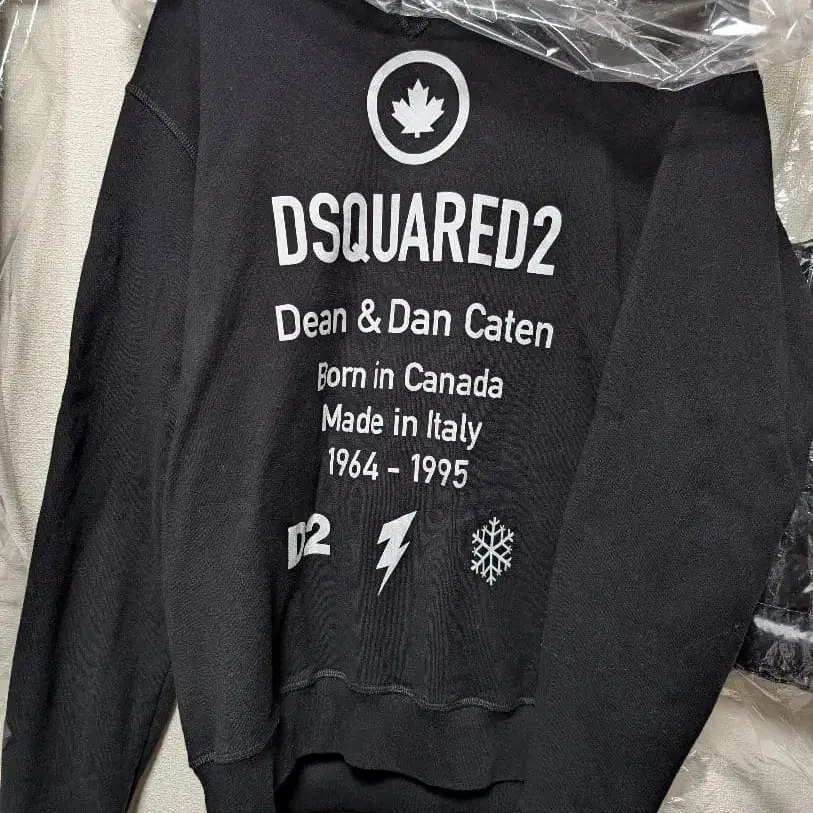 DSQUARED2
Dean & Dan Caten
Born in Canada
Made in Italy
1964 - 1995
D2